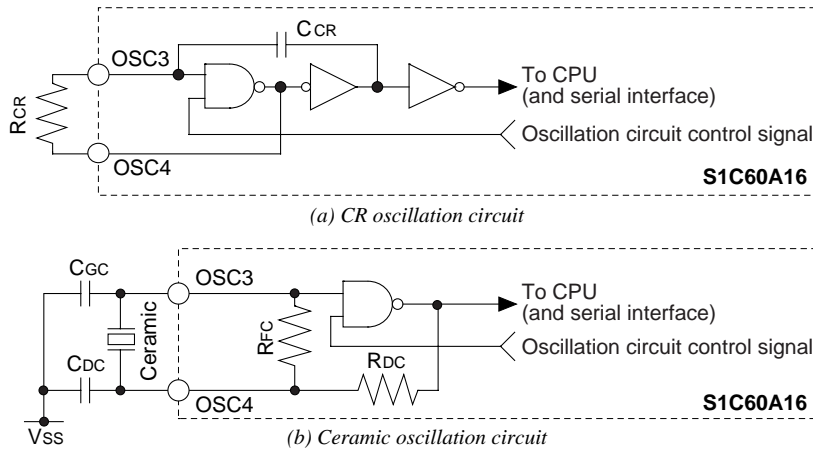 CCR
OSC3
To CPU
(and serial interface)
RCR
Oscillation circuit control signal
OSC4
S1C60A16
(a) CR oscillation circuit
CGC
OSC3
To CPU
(and serial interface)
Ceramic
RFC
Oscillation circuit control signal
CDC
RDC
OSC4
S1C60A16
VSS
(b) Ceramic oscillation circuit